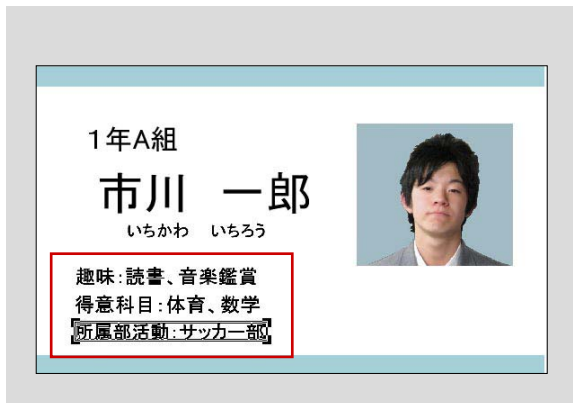 1年A組
市川　一郎
いちかわ　いちろう
趣味:読書、音楽鑑賞
得意科目:体育、数学
所属部活動:サッカー部